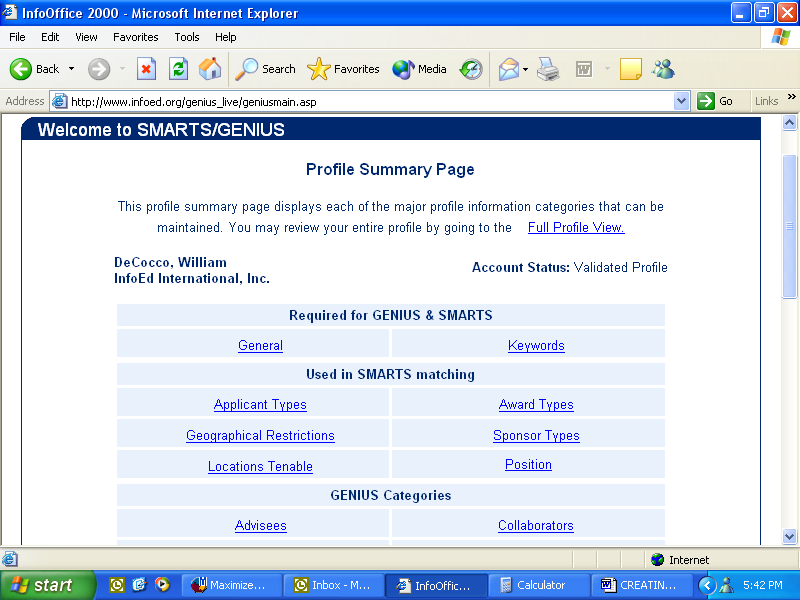 InfoOffice 2000 - Microsoft Internet Explorer
File Edit View Favorites Tools Help
Back Search Favorites Media
Address http://www.infoed.org/genius_live/geniusmain.asp Go Links »
Welcome to SMARTS/GENIUS
Profile Summary Page
This profile summary page displays each of the major profile information categories that can be
maintained. You may review your entire profile by going to the Full Profile View.
DeCocco, William
InfoEd International, Inc.
Account Status: Validated Profile
Required for GENIUS & SMARTS
General Keywords
Used in SMARTS matching
Applicant Types Award Types
Geographical Restrictions Sponsor Types
Locations Tenable Position
GENIUS Categories
Advisees Collaborators
Internet
start Maximize... Inbox - M... InfoOffic... Calculator CREATIN... 5:42 PM